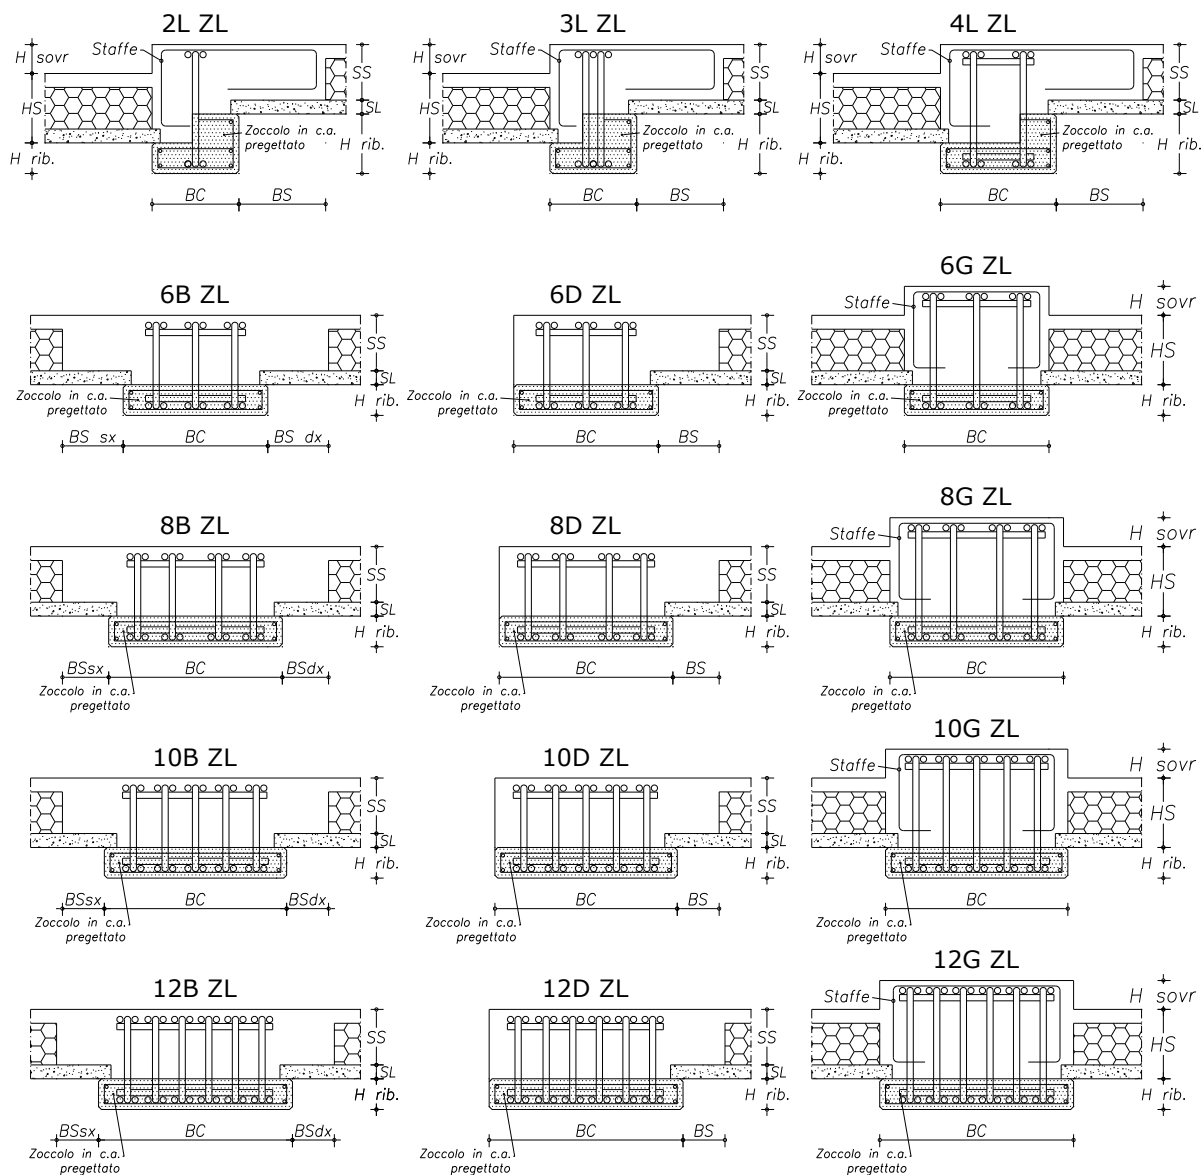 2L ZL
3L ZL
4L ZL
H sovr
Staffe
SS
HS
SL
Zoccolo in c.a.
pregettato
H rib.
H rib.
BC
BS
H sovr
Staffe
SS
HS
SL
Zoccolo in c.a.
pregettato
H rib.
H rib.
BC
BS
H sovr
Staffe
SS
HS
SL
Zoccolo in c.a.
pregettato
H rib.
H rib.
BC
BS
6B ZL
6D ZL
6G ZL
SS
SL
Zoccolo in c.a.
pregettato
H rib.
BS sx
BC
BS dx
SS
SL
Zoccolo in c.a.
pregettato
H rib.
BC
BS
Staffe
H sovr
HS
Zoccolo in c.a.
pregettato
H rib.
BC
8B ZL
8D ZL
8G ZL
SS
SL
H rib.
BSsx
BC
BSdx
Zoccolo in c.a.
pregettato
SS
SL
H rib.
BC
BS
Zoccolo in c.a.
pregettato
Staffe
H sovr
HS
H rib.
BC
Zoccolo in c.a.
pregettato
10B ZL
10D ZL
10G ZL
SS
SL
H rib.
BSsx
BC
BSdx
Zoccolo in c.a.
pregettato
SS
SL
H rib.
BC
BS
Zoccolo in c.a.
pregettato
Staffe
H sovr
HS
H rib.
BC
Zoccolo in c.a.
pregettato
12B ZL
12D ZL
12G ZL
SS
SL
H rib.
BSsx
BC
BSdx
Zoccolo in c.a.
pregettato
SS
SL
H rib.
BC
BS
Zoccolo in c.a.
pregettato
Staffe
H sovr
HS
H rib.
BC
Zoccolo in c.a.
pregettato